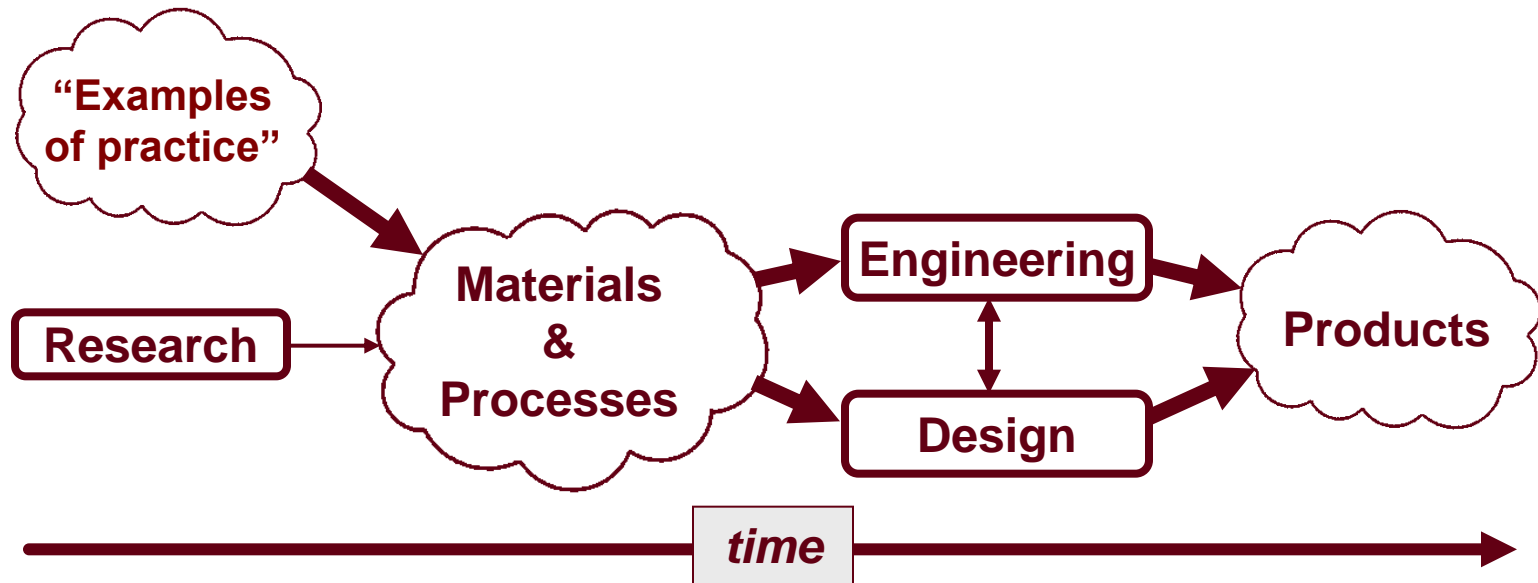 “Examples
of practice”
Research
Materials
&
Processes
Engineering
Design
Products
time